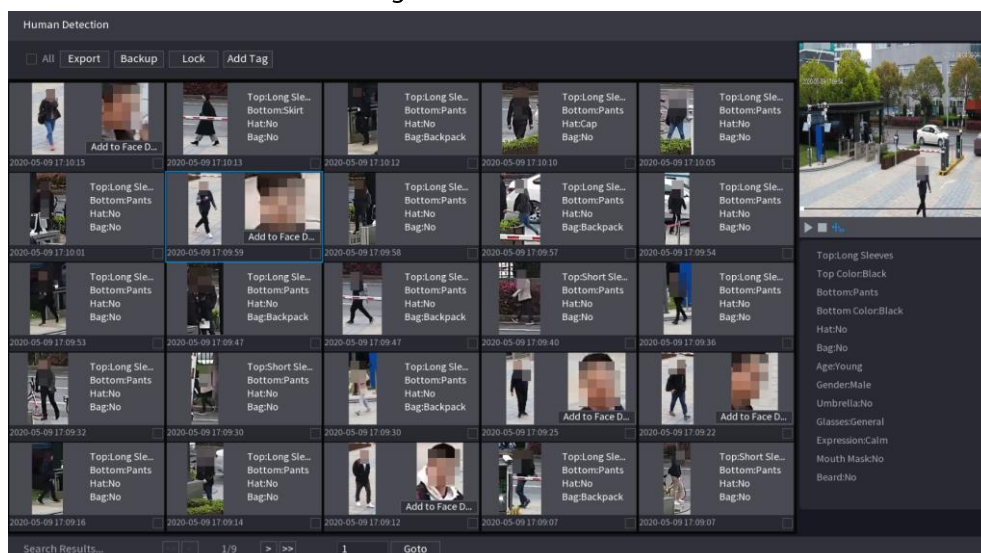 Human Detection
All Export Backup Lock Add Tag
Add to Face D...
2020-05-09 17:10:15
Top:Long Sle...
Bottom:Skirt
Hat:No
Bag:No
2020-05-09 17:10:13
Top:Long Sle...
Bottom:Pants
Hat:No
Bag:Backpack
2020-05-09 17:10:12
Top:Long Sle...
Bottom:Pants
Hat:Cap
Bag:No
2020-05-09 17:10:10
Top:Long Sle...
Bottom:Pants
Hat:No
Bag:No
2020-05-09 17:10:05
Top:Long Sle...
Bottom:Pants
Hat:No
Bag:No
2020-05-09 17:10:01
Add to Face D...
2020-05-09 17:09:59
Top:Long Sle...
Bottom:Pants
Hat:No
Bag:No
2020-05-09 17:09:58
Top:Long Sle...
Bottom:Pants
Hat:No
Bag:Backpack
2020-05-09 17:09:57
Top:Long Sle...
Bottom:Pants
Hat:No
Bag:No
2020-05-09 17:09:54
Top:Long Sle...
Bottom:Pants
Hat:No
Bag:No
2020-05-09 17:09:53
Top:Long Sle...
Bottom:Pants
Hat:No
Bag:Backpack
2020-05-09 17:09:47
Top:Long Sle...
Bottom:Pants
Hat:No
Bag:Backpack
2020-05-09 17:09:47
Top:Short Sle...
Bottom:Pants
Hat:No
Bag:No
2020-05-09 17:09:40
Top:Long Sle...
Bottom:Pants
Hat:No
Bag:No
2020-05-09 17:09:36
Top:Long Sle...
Bottom:Pants
Hat:No
Bag:No
2020-05-09 17:09:32
Top:Short Sle...
Bottom:Pants
Hat:No
Bag:No
2020-05-09 17:09:30
Top:Long Sle...
Bottom:Pants
Hat:No
Bag:Backpack
2020-05-09 17:09:30
Add to Face D...
2020-05-09 17:09:25
Add to Face D...
2020-05-09 17:09:22
Top:Long Sle...
Bottom:Pants
Hat:No
Bag:No
2020-05-09 17:09:16
Top:Long Sle...
Bottom:Pants
Hat:No
Bag:No
2020-05-09 17:09:14
Add to Face D...
2020-05-09 17:09:12
Top:Long Sle...
Bottom:Pants
Hat:No
Bag:Backpack
2020-05-09 17:09:07
Top:Short Sle...
Bottom:Pants
Hat:No
Bag:No
2020-05-09 17:09:07
Top:Long Sleeves
Top Color:Black
Bottom:Pants
Bottom Color:Black
Hat:No
Bag:No
Age:Young
Gender:Male
Umbrella:No
Glasses:General
Expression:Calm
Mouth Mask:No
Beard:No
Search Results...
1/9 > >> 1 Goto